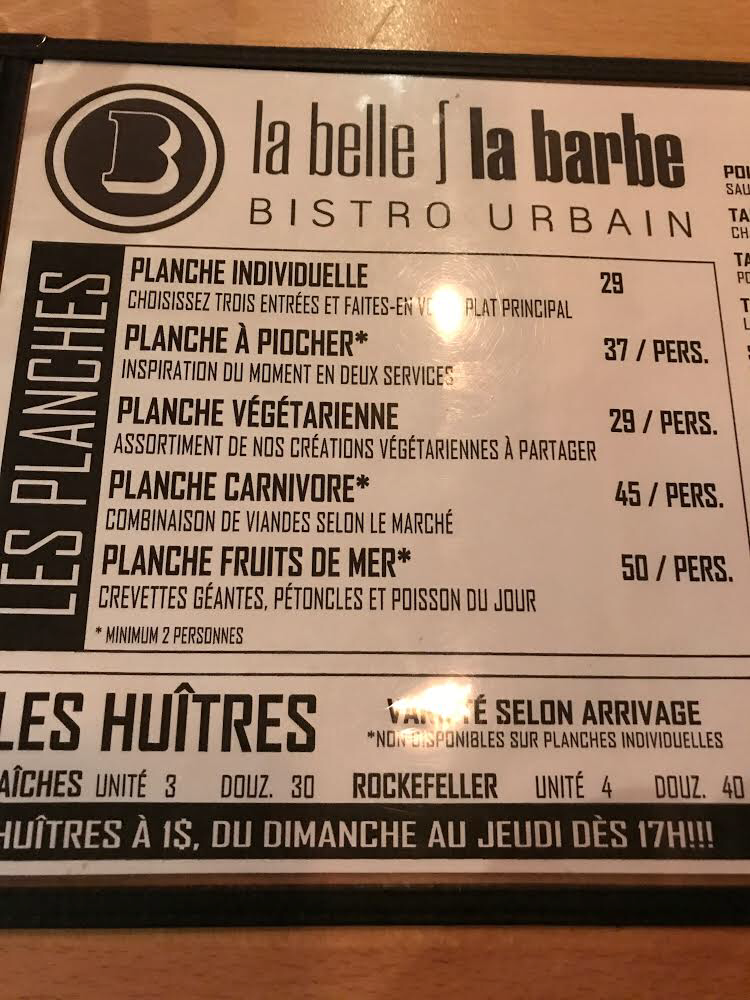 B
la belle ∫ la barbe
BISTRO URBAIN
LES PLANCHES
PLANCHE INDIVIDUELLE 29
CHOISISSEZ TROIS ENTRÉES ET FAITES-EN PLAT PRINCIPAL
PLANCHE À PIOCHER* 37 / PERS.
INSPIRATION DU MOMENT EN DEUX SERVICES
PLANCHE VÉGÉTARIENNE 29 / PERS.
ASSORTIMENT DE NOS CRÉATIONS VÉGÉTARIENNES À PARTAGER
PLANCHE CARNIVORE* 45 / PERS.
COMBINAISON DE VIANDES SELON LE MARCHÉ
PLANCHE FRUITS DE MER* 50 / PERS.
CREVETTES GÉANTES, PÉTONCLES ET POISSON DU JOUR
* MINIMUM 2 PERSONNES
LES HUÎTRES VARIÉTÉ SELON ARRIVAGE
*NON DISPONIBLES SUR PLANCHES INDIVIDUELLES
AÎCHES UNITÉ 3 DOUZ. 30 ROCKEFELLER UNITÉ 4 DOUZ. 40
HUÎTRES À 1$, DU DIMANCHE AU JEUDI DÈS 17H!!!